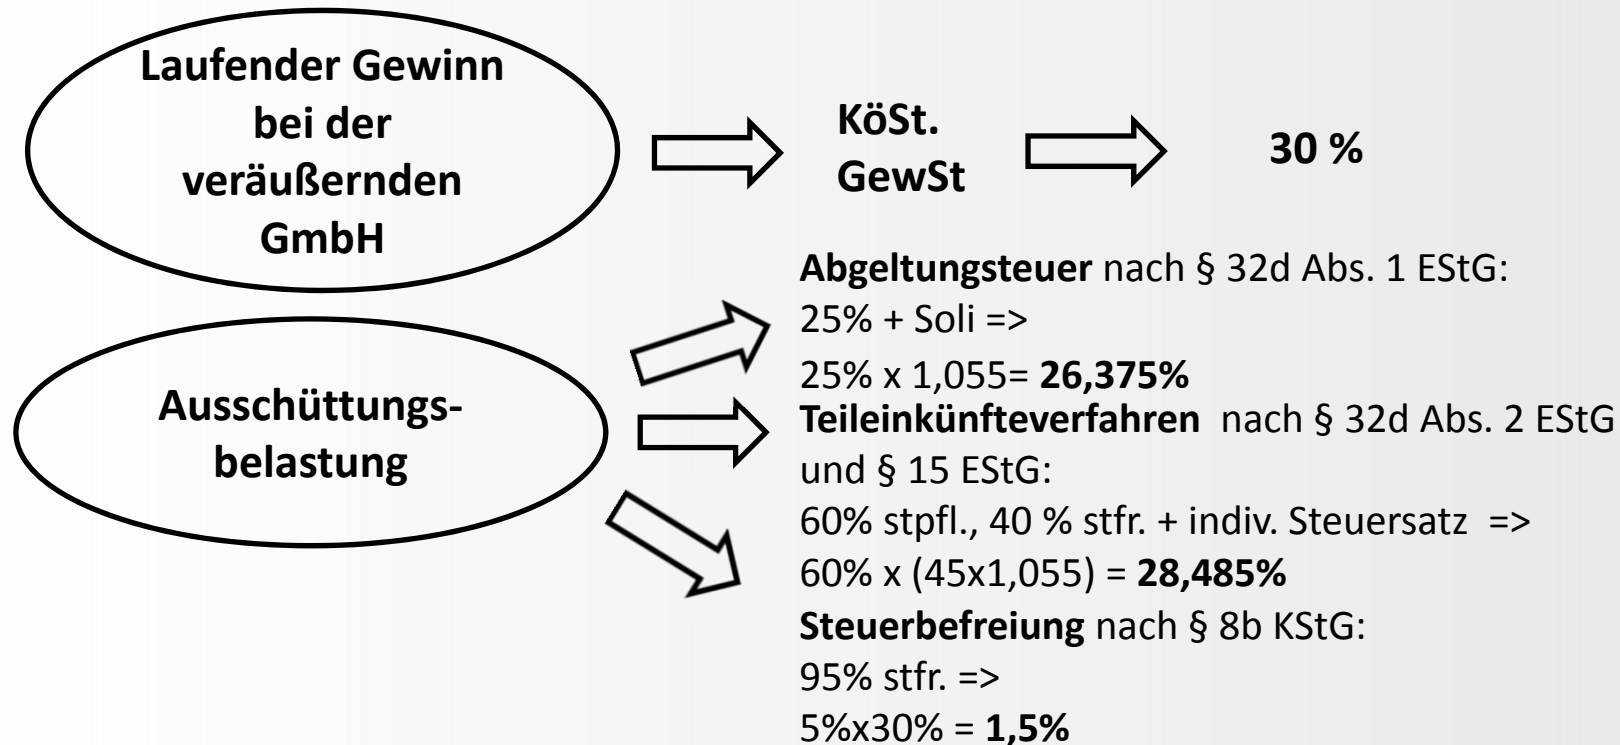 Laufender Gewinn
bei der
veräußernden
GmbH
KöSt.
GewSt
30 %
Ausschüttungs-
belastung
Abgeltungsteuer nach § 32d Abs. 1 EStG:
25% + Soli =>
25% x 1,055= 26,375%
Teileinkünfteverfahren nach § 32d Abs. 2 EStG
und § 15 EStG:
60% stpfl., 40 % stfr. + indiv. Steuersatz =>
60% x (45x1,055) = 28,485%
Steuerbefreiung nach § 8b KStG:
95% stfr. =>
5%x30% = 1,5%